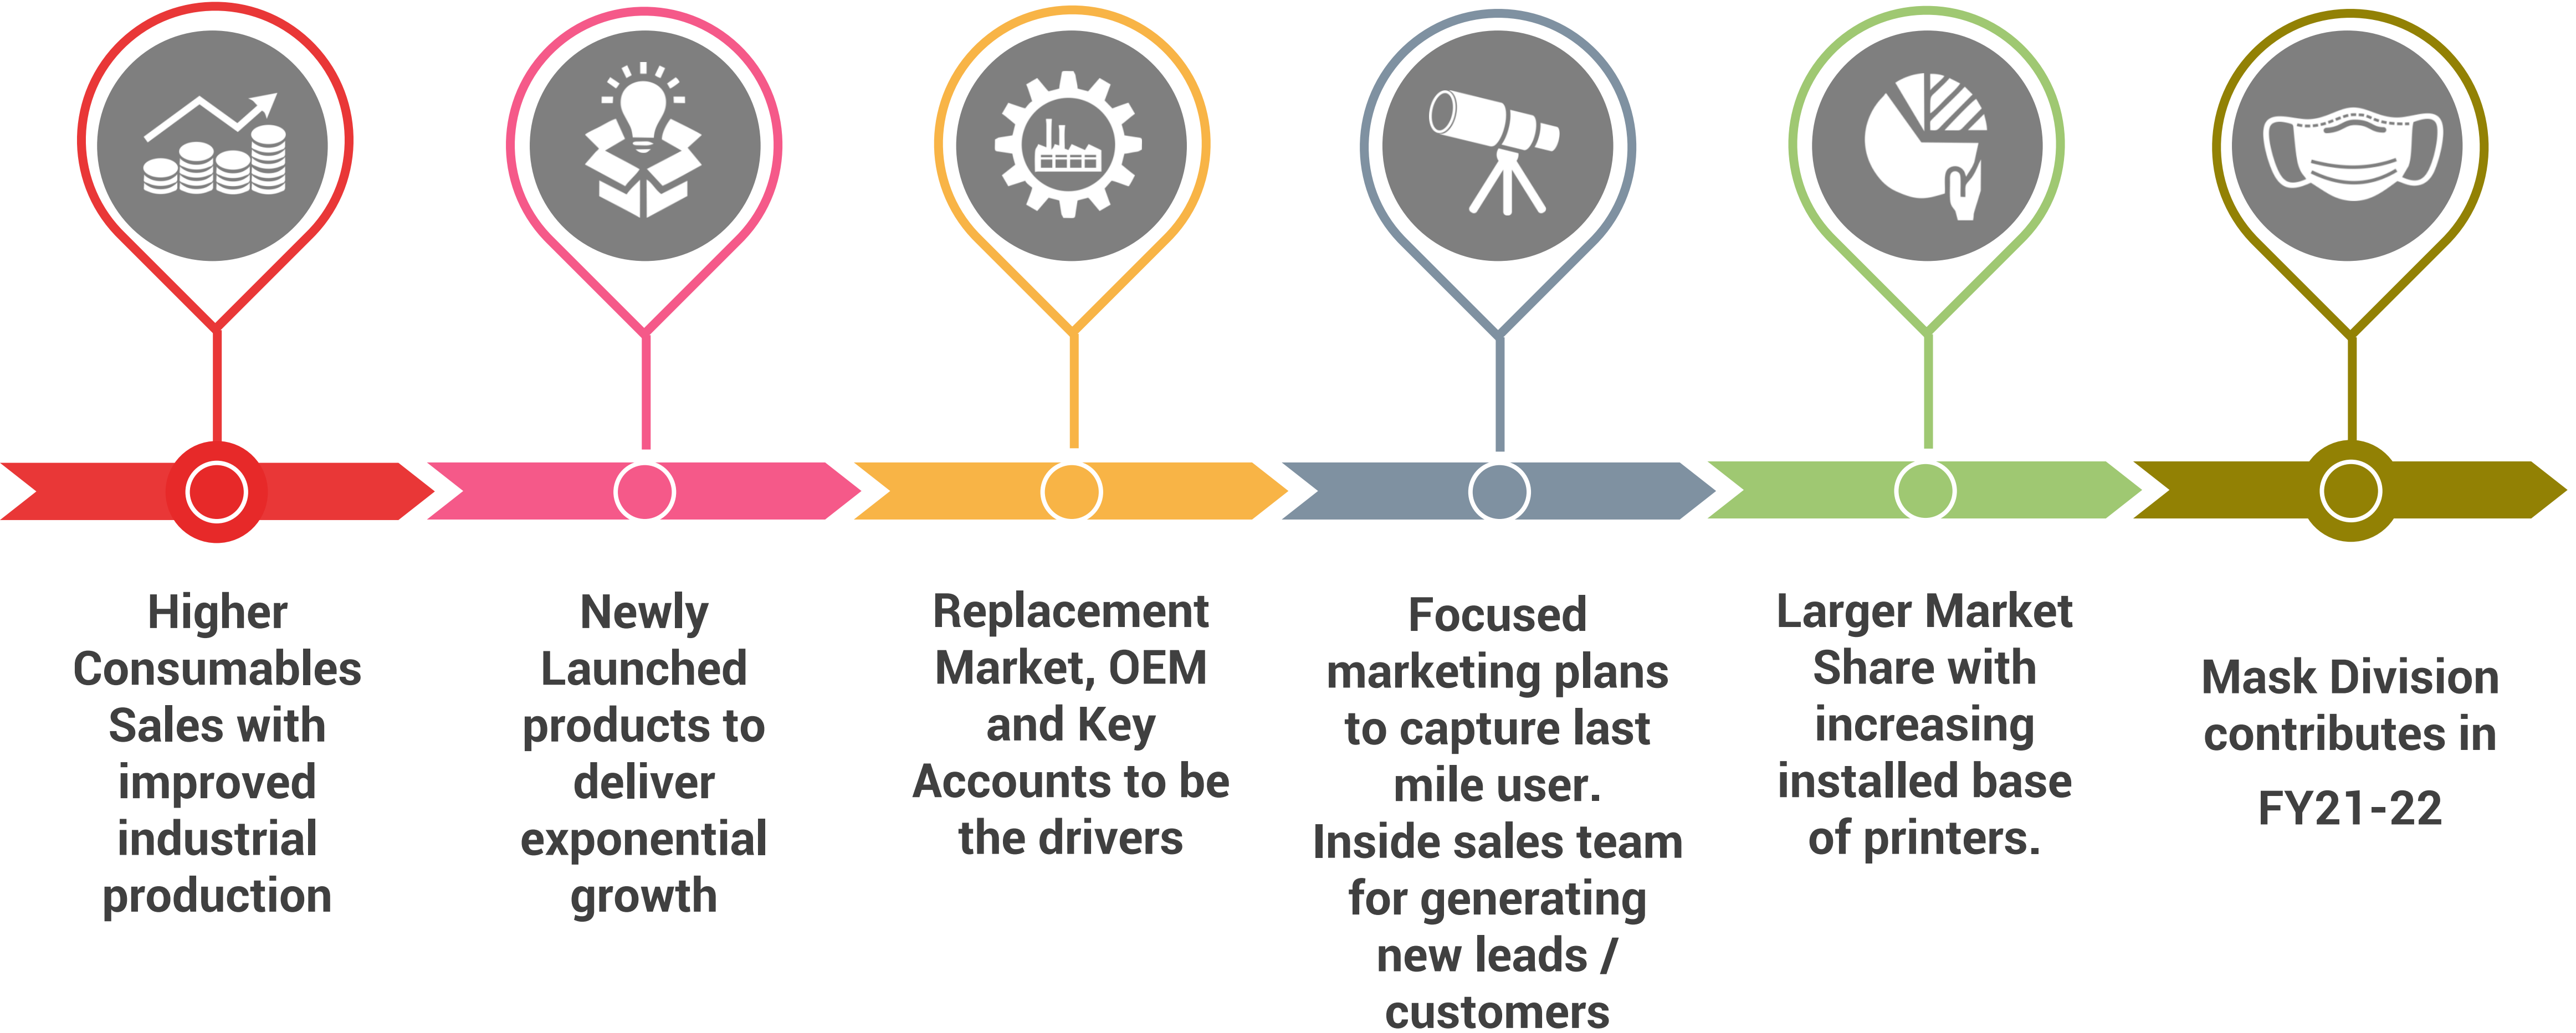 Higher
Consumables
Sales with
improved
industrial
production
Newly
Launched
products to
deliver
exponential
growth
Replacement
Market, OEM
and Key
Accounts to be
the drivers
Focused
marketing plans
to capture last
mile user.
Inside sales team
for generating
new leads /
customers
Larger Market
Share with
increasing
installed base
of printers.
Mask Division
contributes in
FY21-22